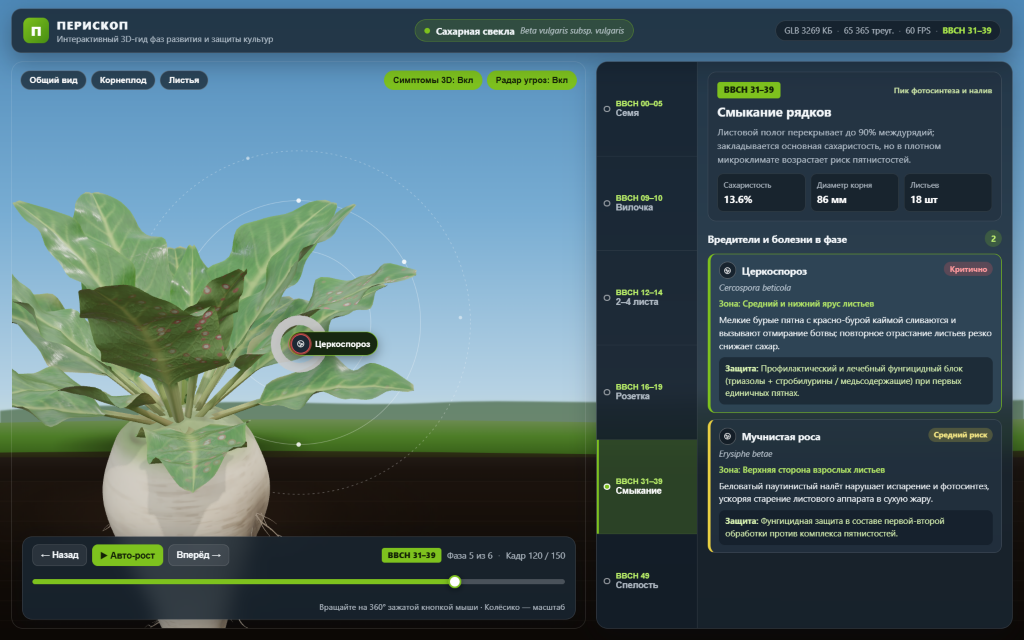 П
ПЕРИСКОП
Интерактивный 3D-гид фаз развития и защиты культур
Сахарная свекла Beta vulgaris subsp. vulgaris
GLB 3269 КБ · 65 365 треуг. · 60 FPS · BBCH 31–39
Общий вид
Корнеплод
Листья
Симптомы 3D: Вкл
Радар угроз: Вкл
Церкоспороз
← Назад
▶ Авто-рост
Вперёд →
BBCH 31–39
Фаза 5 из 6 · Кадр 120 / 150
Вращайте на 360° зажатой кнопкой мыши · Колёсико — масштаб
BBCH 00–05
Семя
BBCH 09–10
Вилочка
BBCH 12–14
2–4 листа
BBCH 16–19
Розетка
BBCH 31–39
Смыкание
BBCH 49
Спелость
BBCH 31–39
Пик фотосинтеза и налив
Смыкание рядков
Листовой полог перекрывает до 90% междурядий;
закладывается основная сахаристость, но в плотном
микроклимате возрастает риск пятнистостей.
Сахаристость
13.6%
Диаметр корня
86 мм
Листьев
18 шт
Вредители и болезни в фазе
2
Церкоспороз
Критично
Cercospora beticola
Зона: Средний и нижний ярус листьев
Мелкие бурые пятна с красно-бурой каймой сливаются и
вызывают отмирание ботвы; повторное отрастание листьев резко
снижает сахар.
Защита: Профилактический и лечебный фунгицидный блок
(триазолы + стробилурины / медьсодержащие) при первых
единичных пятнах.
Мучнистая роса
Средний риск
Erysiphe betae
Зона: Верхняя сторона взрослых листьев
Беловатый паутинистый налёт нарушает испарение и фотосинтез,
ускоряя старение листового аппарата в сухую жару.
Защита: Фунгицидная защита в составе первой-второй
обработки против комплекса пятнистостей.